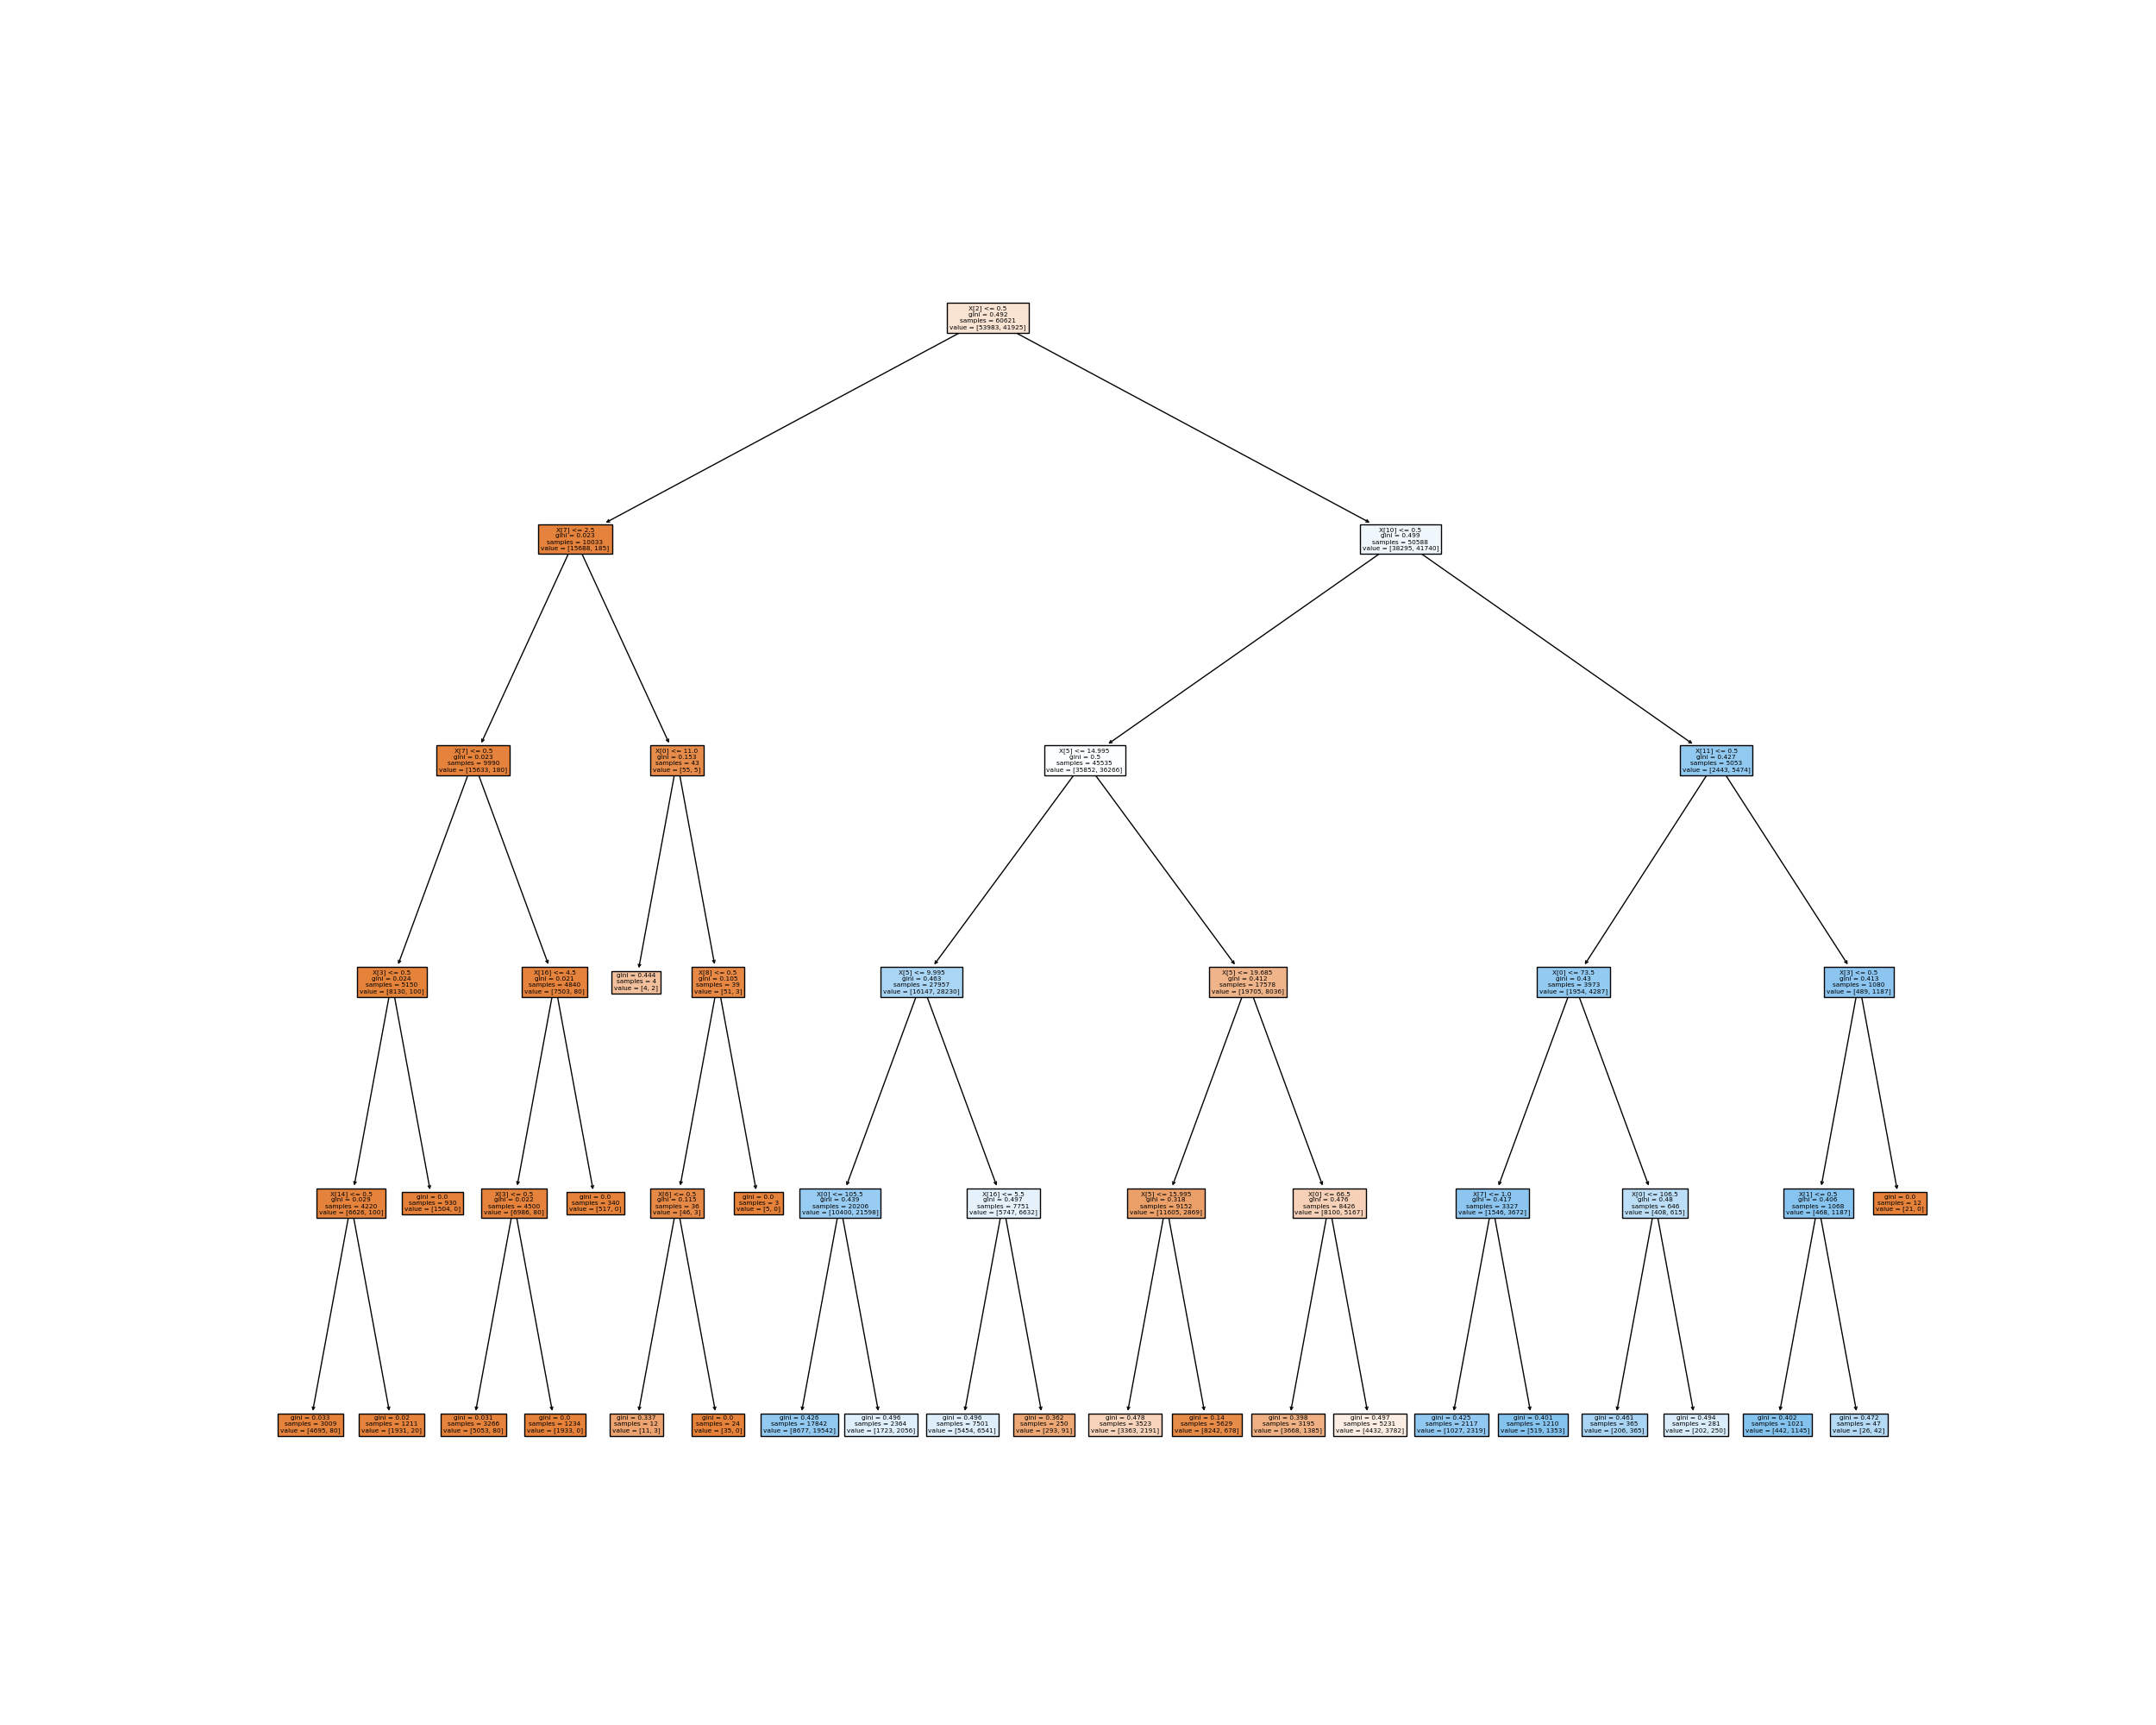 X[2] <= 0.5
gini = 0.492
samples = 60621
value = [53983, 41925]
X[7] <= 2.5
gini = 0.023
samples = 10033
value = [15688, 185]
X[10] <= 0.5
gini = 0.499
samples = 50588
value = [38295, 41740]
X[7] <= 0.5
gini = 0.023
samples = 9990
value = [15633, 180]
X[0] <= 11.0
gini = 0.153
samples = 43
value = [55, 5]
X[5] <= 14.995
gini = 0.5
samples = 45535
value = [35852, 36266]
X[11] <= 0.5
gini = 0.427
samples = 5053
value = [2443, 5474]
X[3] <= 0.5
gini = 0.024
samples = 5150
value = [8130, 100]
X[16] <= 4.5
gini = 0.021
samples = 4840
value = [7503, 80]
gini = 0.444
samples = 4
value = [4, 2]
X[8] <= 0.5
gini = 0.105
samples = 39
value = [51, 3]
X[5] <= 9.995
gini = 0.463
samples = 27957
value = [16147, 28230]
X[5] <= 19.685
gini = 0.412
samples = 17578
value = [19705, 8036]
X[0] <= 73.5
gini = 0.43
samples = 3973
value = [1954, 4287]
X[3] <= 0.5
gini = 0.413
samples = 1080
value = [489, 1187]
X[14] <= 0.5
gini = 0.029
samples = 4220
value = [6626, 100]
gini = 0.0
samples = 930
value = [1504, 0]
X[3] <= 0.5
gini = 0.022
samples = 4500
value = [6986, 80]
gini = 0.0
samples = 340
value = [517, 0]
X[6] <= 0.5
gini = 0.115
samples = 36
value = [46, 3]
gini = 0.0
samples = 3
value = [5, 0]
X[0] <= 105.5
gini = 0.439
samples = 20206
value = [10400, 21598]
X[16] <= 5.5
gini = 0.497
samples = 7751
value = [5747, 6632]
X[5] <= 15.995
gini = 0.318
samples = 9152
value = [11605, 2869]
X[0] <= 66.5
gini = 0.476
samples = 8426
value = [8100, 5167]
X[7] <= 1.0
gini = 0.417
samples = 3327
value = [1546, 3672]
X[0] <= 106.5
gini = 0.48
samples = 646
value = [408, 615]
X[1] <= 0.5
gini = 0.406
samples = 1068
value = [468, 1187]
gini = 0.0
samples = 12
value = [21, 0]
gini = 0.033
samples = 3009
value = [4695, 80]
gini = 0.02
samples = 1211
value = [1931, 20]
gini = 0.031
samples = 3266
value = [5053, 80]
gini = 0.0
samples = 1234
value = [1933, 0]
gini = 0.337
samples = 12
value = [11, 3]
gini = 0.0
samples = 24
value = [35, 0]
gini = 0.426
samples = 17842
value = [8677, 19542]
gini = 0.496
samples = 2364
value = [1723, 2056]
gini = 0.496
samples = 7501
value = [5454, 6541]
gini = 0.362
samples = 250
value = [293, 91]
gini = 0.478
samples = 3523
value = [3363, 2191]
gini = 0.14
samples = 5629
value = [8242, 678]
gini = 0.398
samples = 3195
value = [3668, 1385]
gini = 0.497
samples = 5231
value = [4432, 3782]
gini = 0.425
samples = 2117
value = [1027, 2319]
gini = 0.401
samples = 1210
value = [519, 1353]
gini = 0.461
samples = 365
value = [206, 365]
gini = 0.494
samples = 281
value = [202, 250]
gini = 0.402
samples = 1021
value = [442, 1145]
gini = 0.472
samples = 47
value = [26, 42]